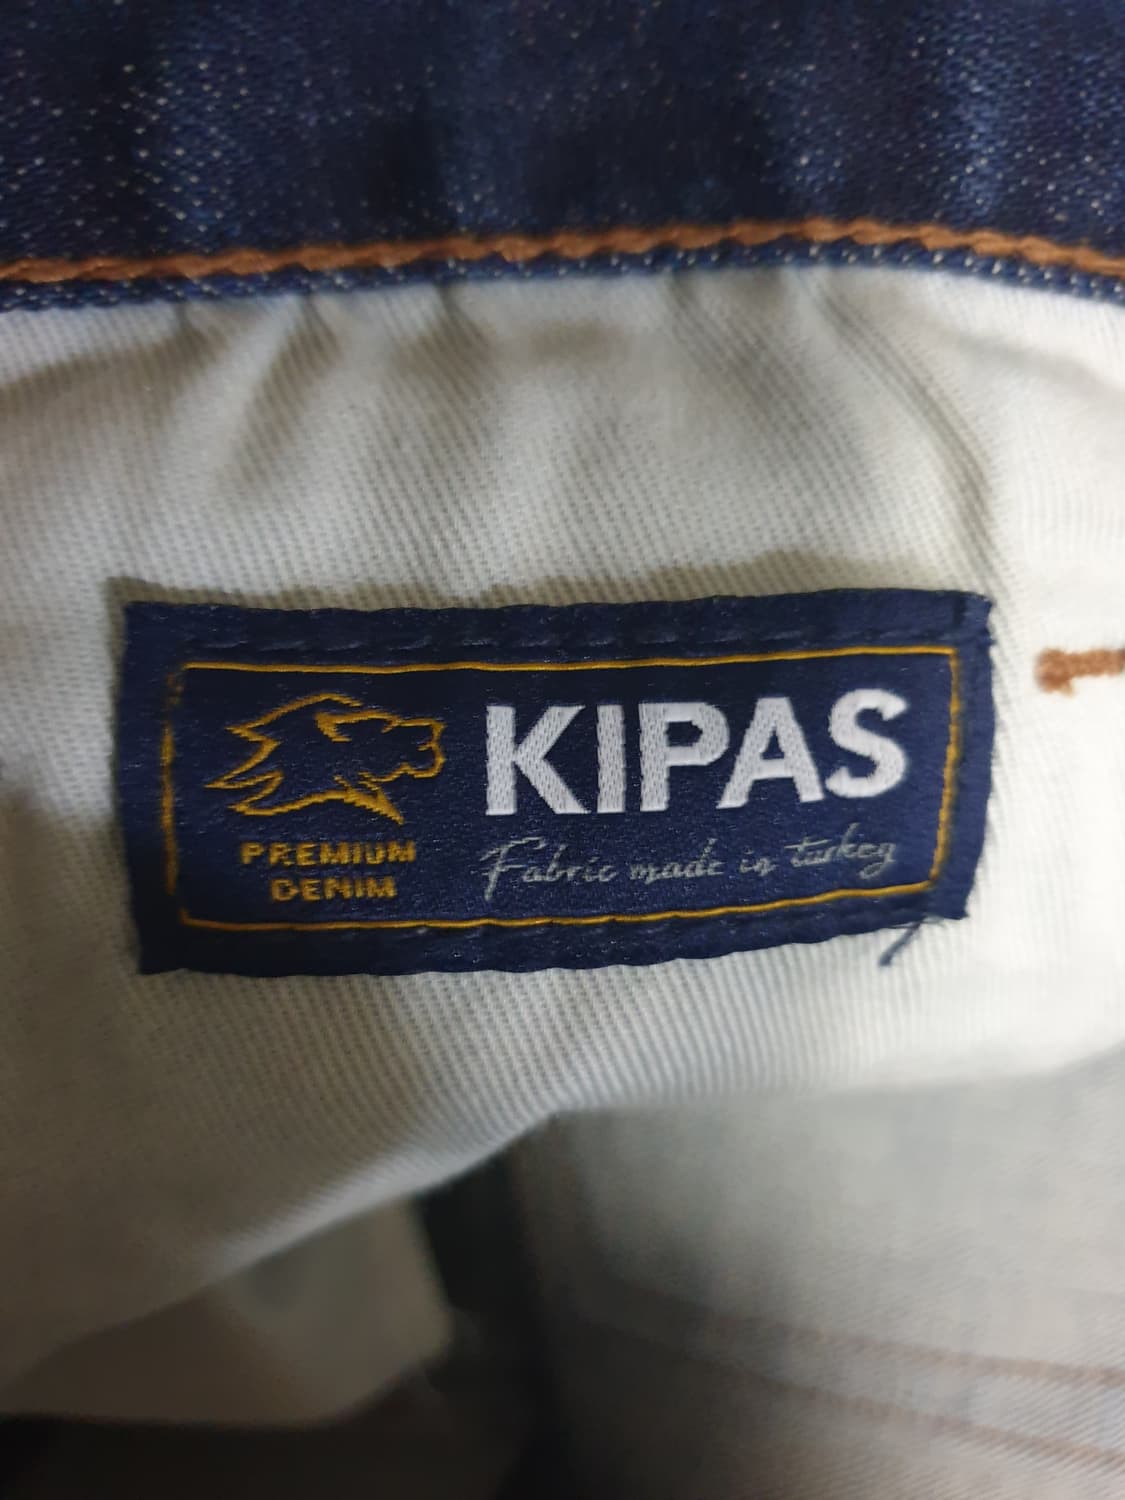 KIPAS
PREMIUM
DENIM
Fabric made in turkey